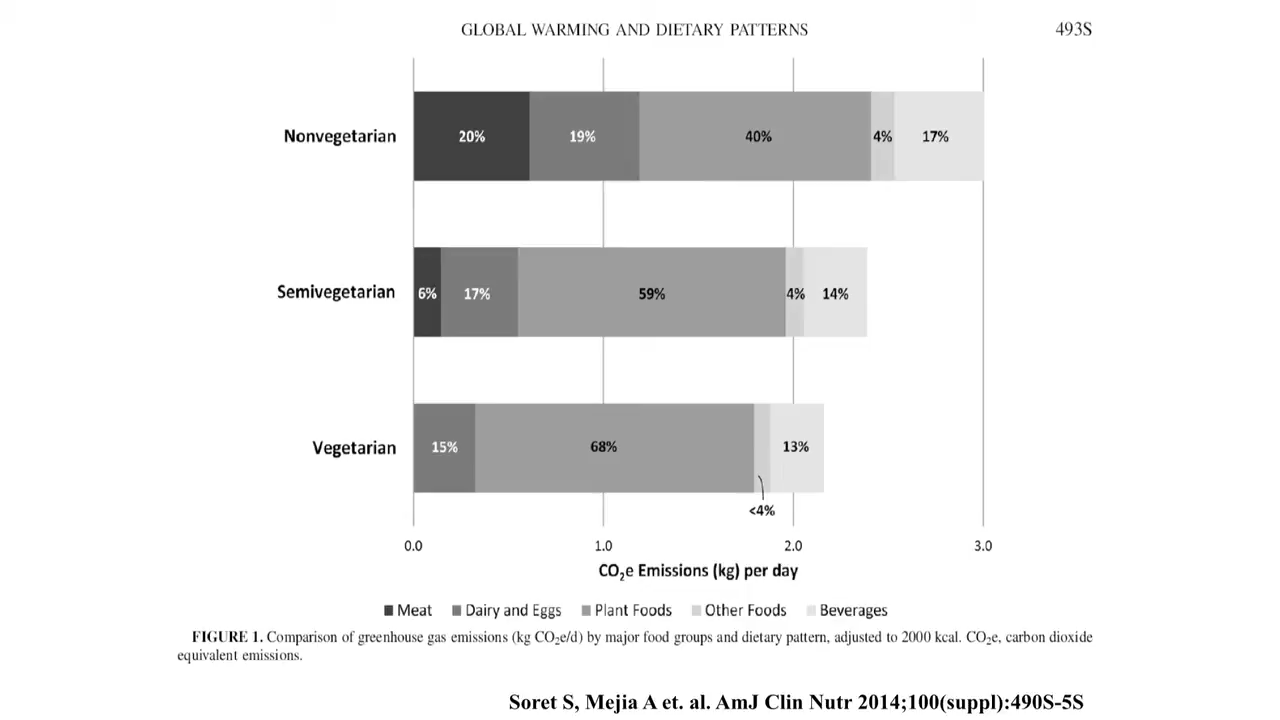 GLOBAL WARMING AND DIETARY PATTERNS 493S
Nonvegetarian 20% 19% 40% 4% 17%
Semivegetarian 6% 17% 59% 4% 14%
Vegetarian 15% 68% 13%
<4%
0.0 1.0 2.0 3.0
CO₂e Emissions (kg) per day
Meat Dairy and Eggs Plant Foods Other Foods Beverages
FIGURE 1. Comparison of greenhouse gas emissions (kg CO₂e/d) by major food groups and dietary pattern, adjusted to 2000 kcal. CO₂e, carbon dioxide
equivalent emissions.
Soret S, Mejia A et. al. AmJ Clin Nutr 2014;100(suppl):490S-5S